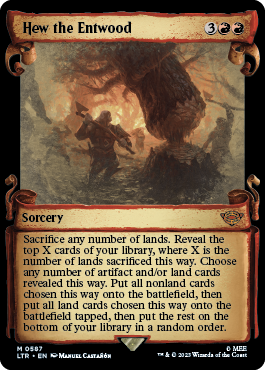 Hew the Entwood
3
Sorcery
Sacrifice any number of lands. Reveal the
top X cards of your library, where X is the
number of lands sacrificed this way. Choose
any number of artifact and/or land cards
revealed this way. Put all nonland cards
chosen this way onto the battlefield, then
put all land cards chosen this way onto the
battlefield tapped, then put the rest on the
bottom of your library in a random order.
M 0587
D MEE
LTR • EN MANUEL CASTAÑÓN
™ & © 2023 Wizards of the Coast